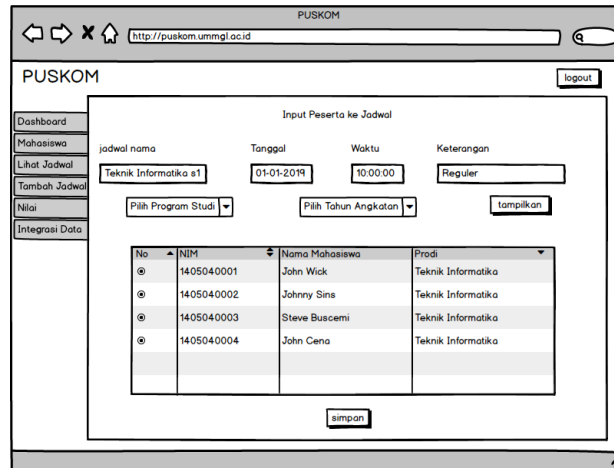 PUSKOM
http://puskom.ummgl.ac.id
PUSKOM
logout
Dashboard
Mahasiswa
Lihat Jadwal
Tambah Jadwal
Nilai
Integrasi Data
Input Peserta ke Jadwal
jadwal nama Tanggal Waktu Keterangan
Teknik Informatika s1 01-01-2019 10:00:00 Reguler
Pilih Program Studi Pilih Tahun Angkatan tampilkan
No NIM Nama Mahasiswa Prodi
1405040001 John Wick Teknik Informatika
1405040002 Johnny Sins Teknik Informatika
1405040003 Steve Buscemi Teknik Informatika
1405040004 John Cena Teknik Informatika
simpan